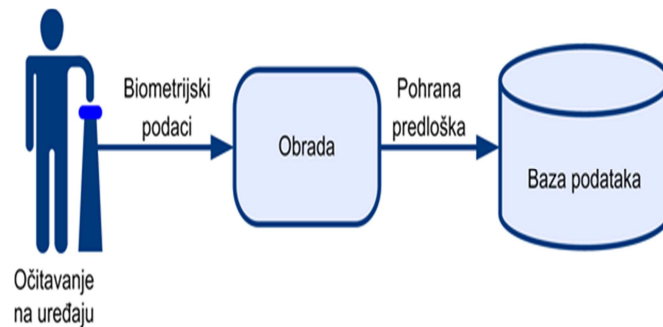 Biometrijski
podaci
Obrada
Pohrana
predloška
Baza podataka
Očitavanje
na uređaju